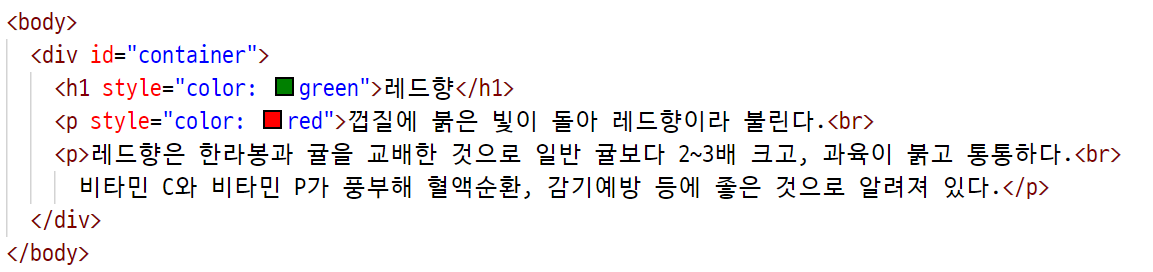 <body>
<div id="container">
<h1 style="color: green">레드향</h1>
<p style="color: red">껍질에 붉은 빛이 돌아 레드향이라 불린다.<br>
<p>레드향은 한라봉과 귤을 교배한 것으로 일반 귤보다 2~3배 크고, 과육이 붉고 통통하다.<br>
비타민 C와 비타민 P가 풍부해 혈액순환, 감기예방 등에 좋은 것으로 알려져 있다.</p>
</div>
</body>